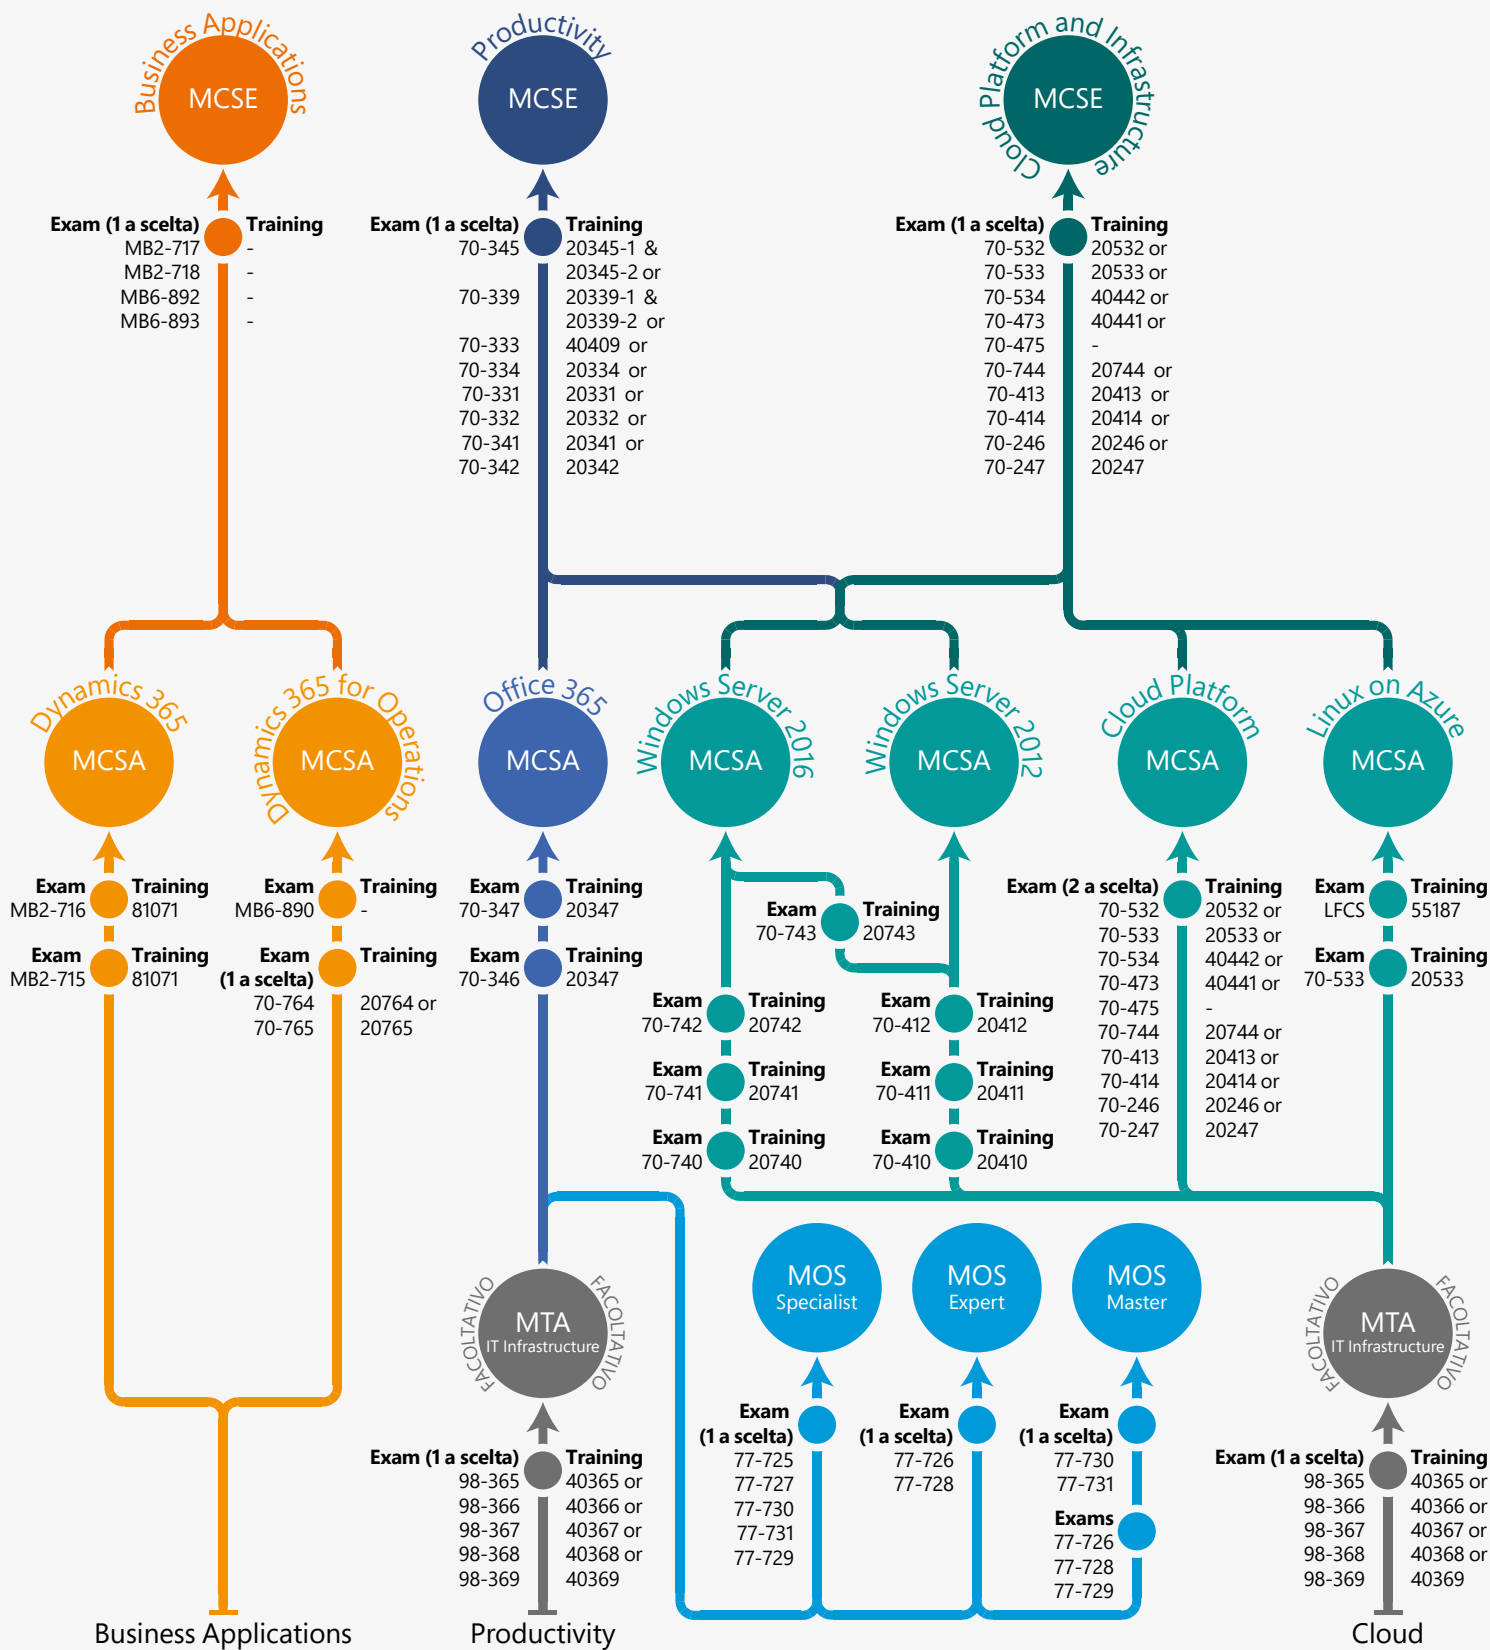 Business Applications
MCSE
Exam (1 a scelta) Training
MB2-717 -
MB2-718 -
MB6-892 -
MB6-893 -
Productivity
MCSE
Exam (1 a scelta) Training
70-345 20345-1 &
20345-2 or
70-339 20339-1 &
20339-2 or
70-333 40409 or
70-334 20334 or
70-331 20331 or
70-332 20332 or
70-341 20341 or
70-342 20342
Cloud Platform and Infrastructure
MCSE
Exam (1 a scelta) Training
70-532 20532 or
70-533 20533 or
70-534 40442 or
70-473 40441 or
70-475 -
70-744 20744 or
70-413 20413 or
70-414 20414 or
70-246 20246 or
70-247 20247
Dynamics 365
MCSA
Exam Training
MB2-716 81071
Exam Training
MB2-715 81071
Dynamics 365 for Operations
MCSA
Exam Training
MB6-890 -
Exam Training
(1 a scelta)
70-764 20764 or
70-765 20765
Office 365
MCSA
Exam Training
70-347 20347
Exam Training
70-346 20347
Windows Server 2016
MCSA
Exam Training
70-743 20743
Exam Training
70-742 20742
Exam Training
70-741 20741
Exam Training
70-740 20740
Windows Server 2012
MCSA
Exam Training
70-412 20412
Exam Training
70-411 20411
Exam Training
70-410 20410
Cloud Platform
MCSA
Exam (2 a scelta) Training
70-532 20532 or
70-533 20533 or
70-534 40442 or
70-473 40441 or
70-475 -
70-744 20744 or
70-413 20413 or
70-414 20414 or
70-246 20246 or
70-247 20247
Linux on Azure
MCSA
Exam Training
LFCS 55187
Exam Training
70-533 20533
FACOLTATIVO
FACOLTATIVO
MTA
IT Infrastructure
Exam (1 a scelta) Training
98-365 40365 or
98-366 40366 or
98-367 40367 or
98-368 40368 or
98-369 40369
MOS
Specialist
Exam
(1 a scelta)
77-725
77-727
77-730
77-731
77-729
MOS
Expert
Exam
(1 a scelta)
77-726
77-728
MOS
Master
Exam
(1 a scelta)
77-730
77-731
Exams
77-726
77-728
77-729
FACOLTATIVO
FACOLTATIVO
MTA
IT Infrastructure
Exam (1 a scelta) Training
98-365 40365 or
98-366 40366 or
98-367 40367 or
98-368 40368 or
98-369 40369
Business Applications
Productivity
Cloud